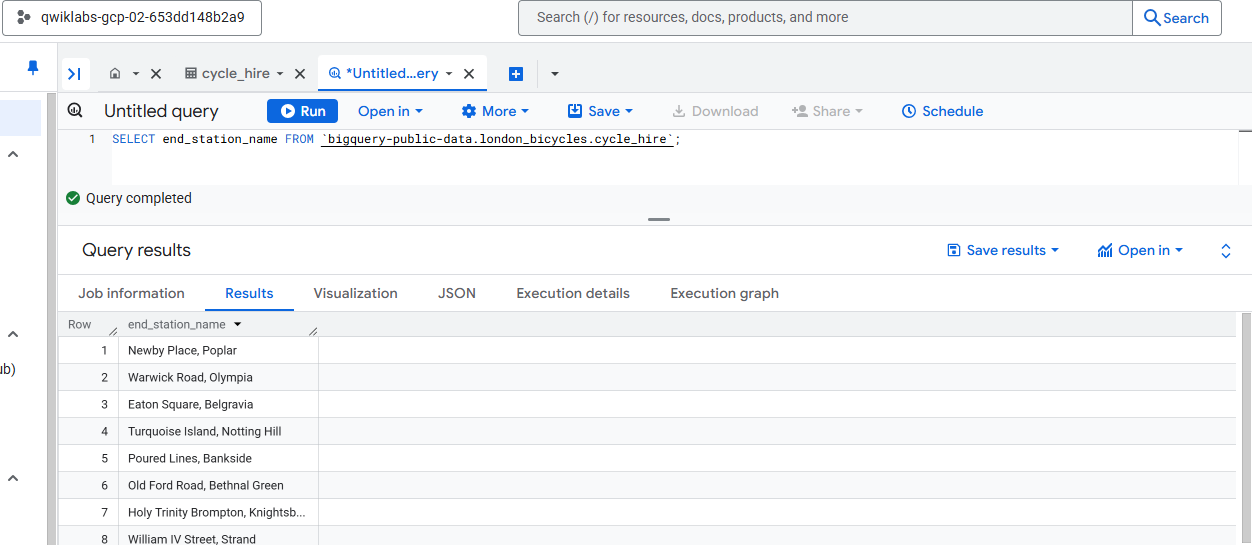 qwiklabs-gcp-02-653dd148b2a9 Search (/) for resources, docs, products, and more Search
cycle_hire *Untitled...ery
Untitled query Run Open in More Save Download Share Schedule
1 SELECT end_station_name FROM `bigquery-public-data.london_bicycles.cycle_hire`;
Query completed
Query results Save results Open in
Job information Results Visualization JSON Execution details Execution graph
Row end_station_name
1 Newby Place, Poplar
2 Warwick Road, Olympia
ub)
3 Eaton Square, Belgravia
4 Turquoise Island, Notting Hill
5 Poured Lines, Bankside
6 Old Ford Road, Bethnal Green
7 Holy Trinity Brompton, Knightsb...
8 William IV Street, Strand